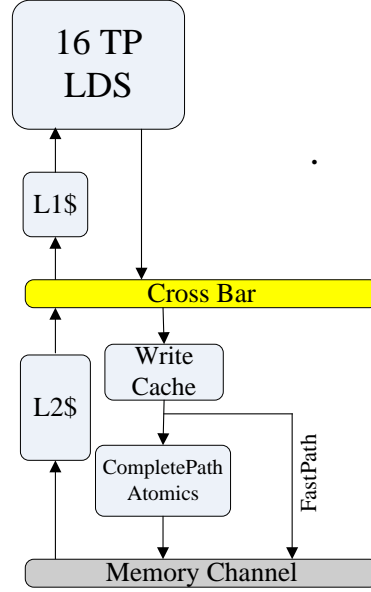 16 TP
LDS
L1$
Cross Bar
Write
Cache
L2$
CompletePath
Atomics
FastPath
Memory Channel